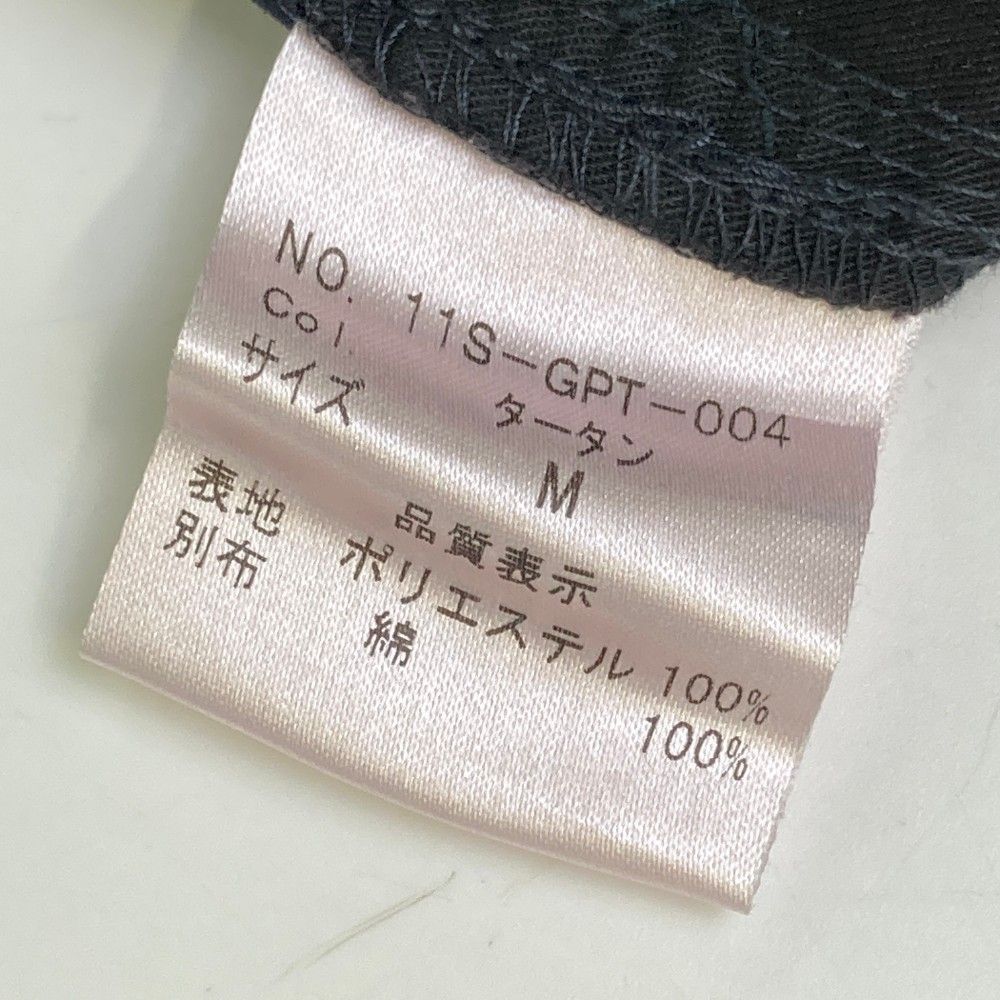 NO. 11S-GPT-004
Col. タータン
サイズ M
品質表示
表地 ポリエステル 100%
別布 綿 100%